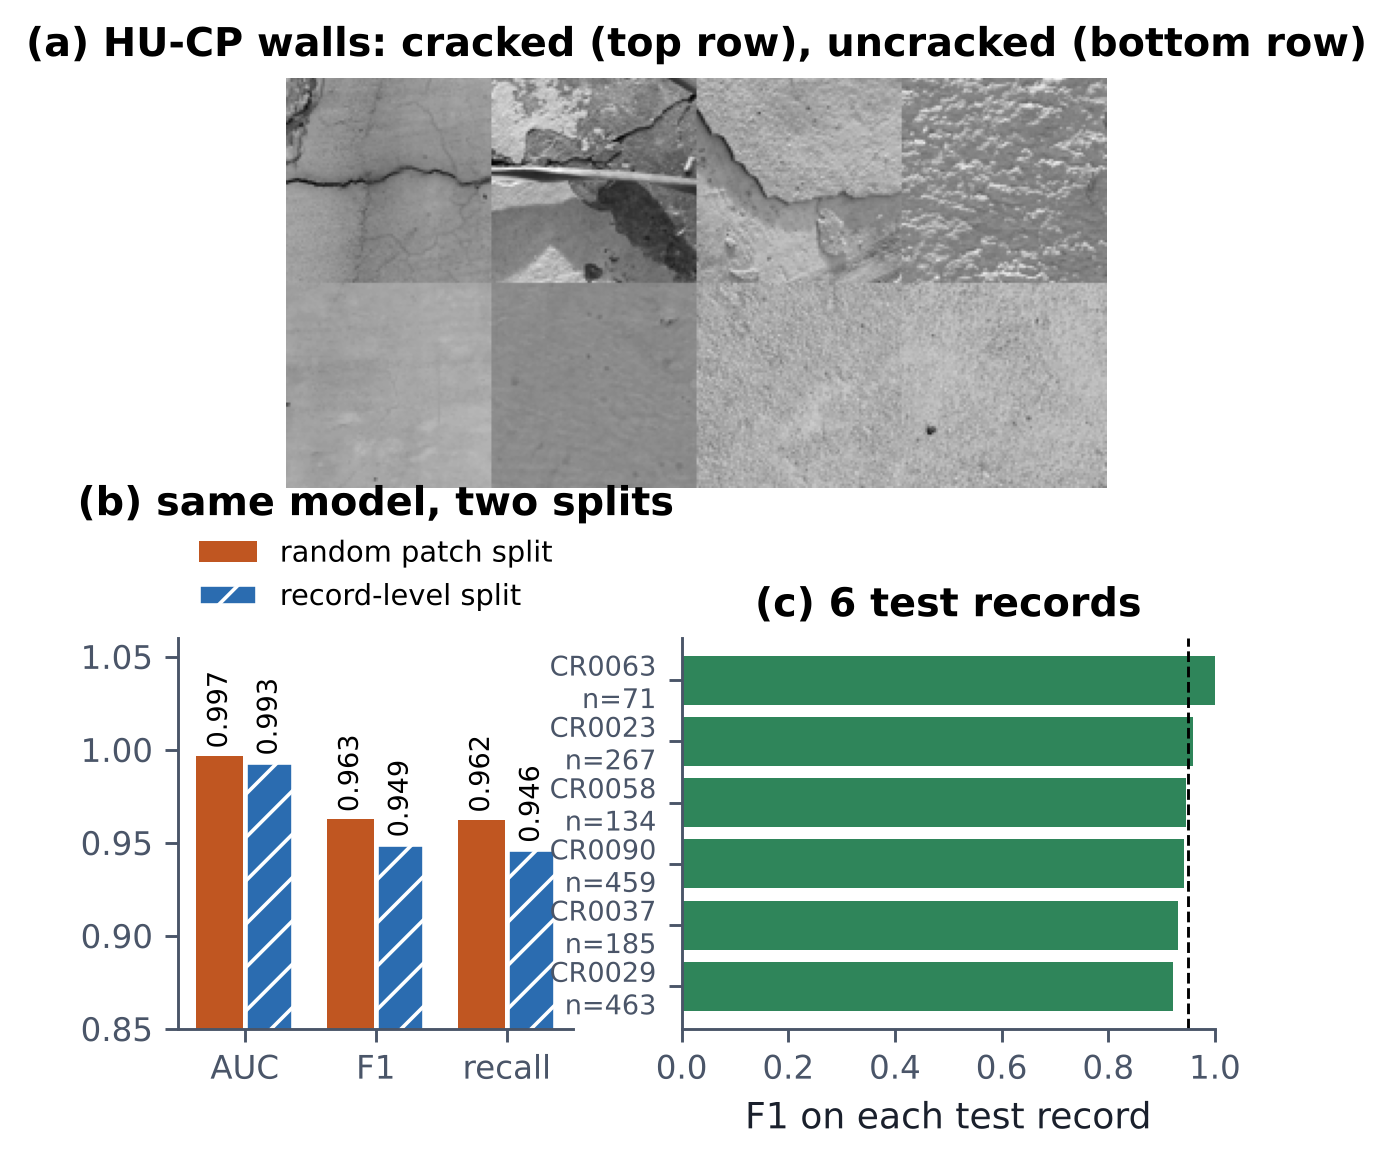 (a) HU-CP walls: cracked (top row), uncracked (bottom row)
(b) same model, two splits
random patch split
record-level split
1.05
1.00
0.95
0.90
0.85
0.997
0.993
0.963
0.949
0.962
0.946
AUC
F1
recall
(c) 6 test records
CR0063
n=71
CR0023
n=267
CR0058
n=134
CR0090
n=459
CR0037
n=185
CR0029
n=463
0.0
0.2
0.4
0.6
0.8
1.0
F1 on each test record